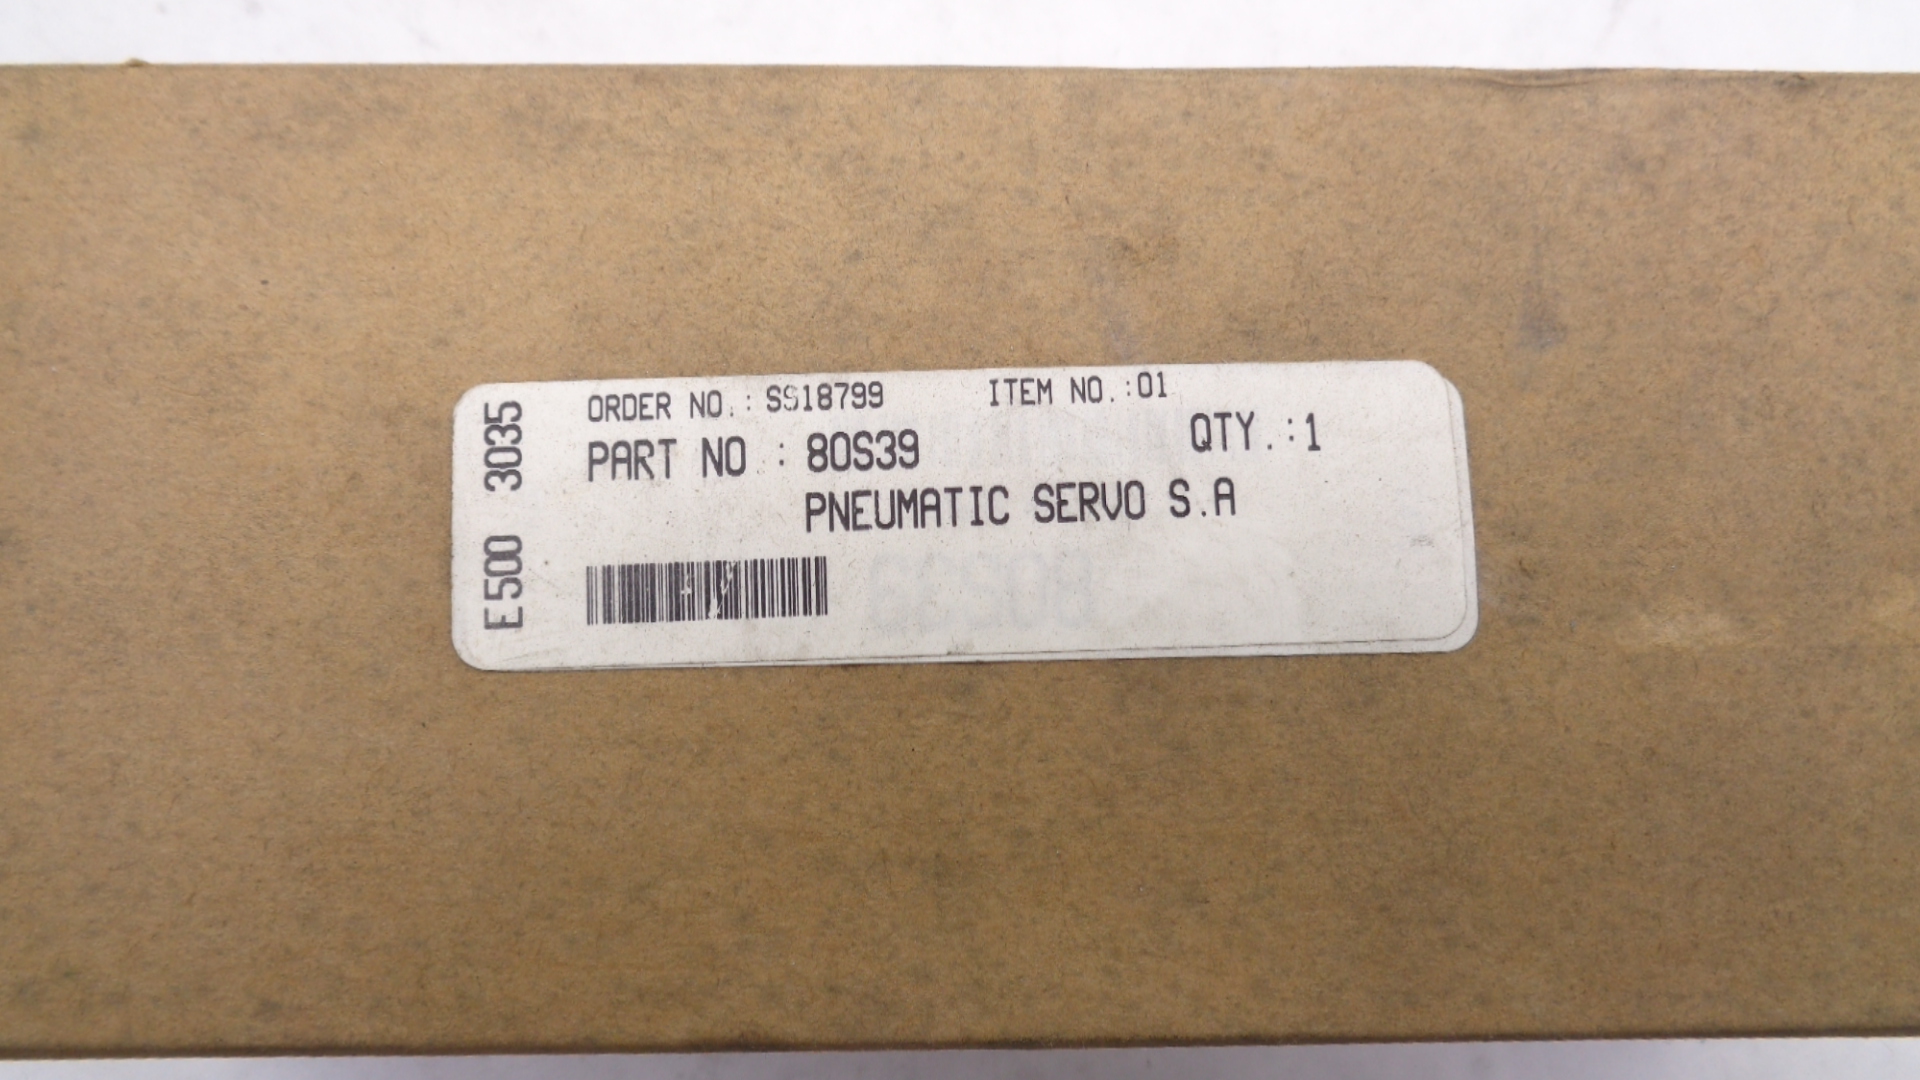 ORDER NO.: SS18799 ITEM NO.:01
PART NO : 80S39 QTY.:1
PNEUMATIC SERVO S.A
E500 3035